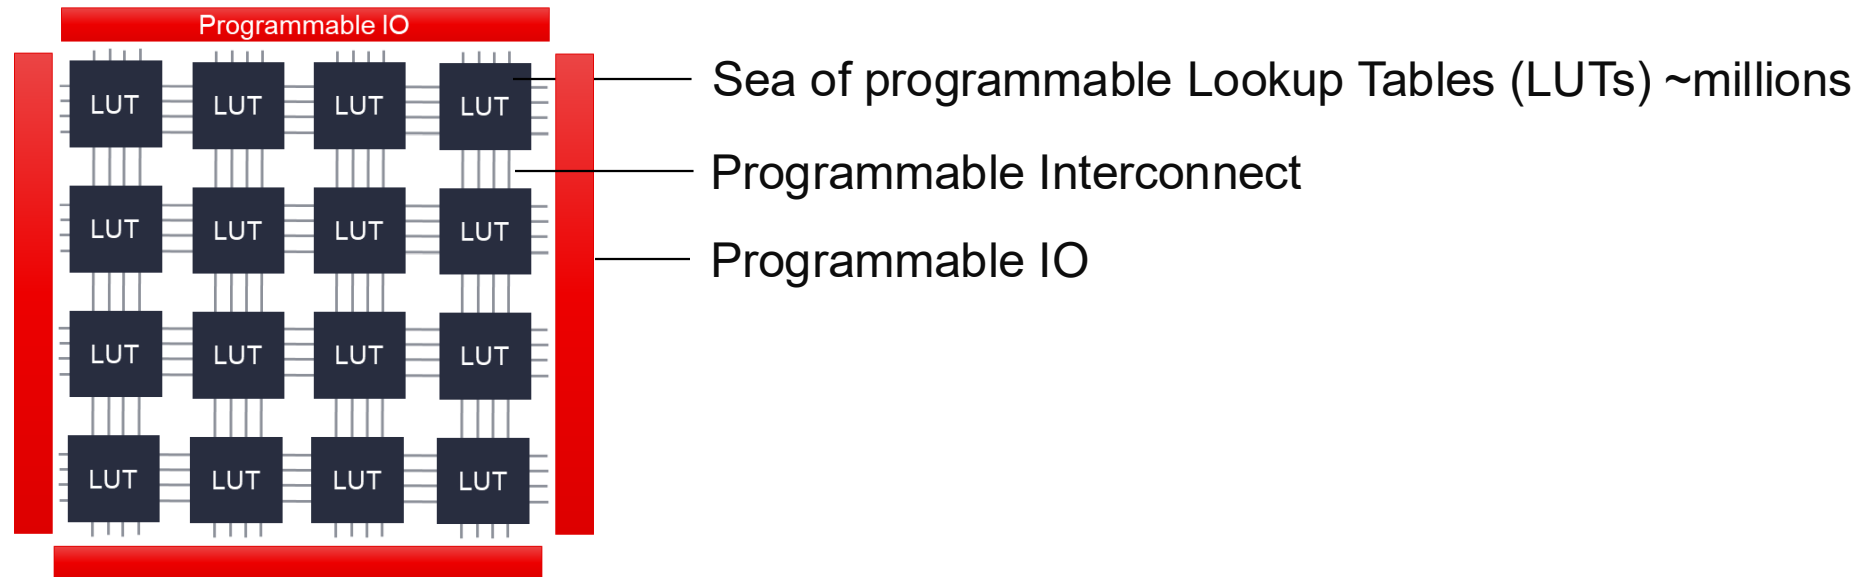 Programmable IO
LUT LUT LUT LUT
LUT LUT LUT LUT
LUT LUT LUT LUT
LUT LUT LUT LUT
Sea of programmable Lookup Tables (LUTs) ~millions
Programmable Interconnect
Programmable IO